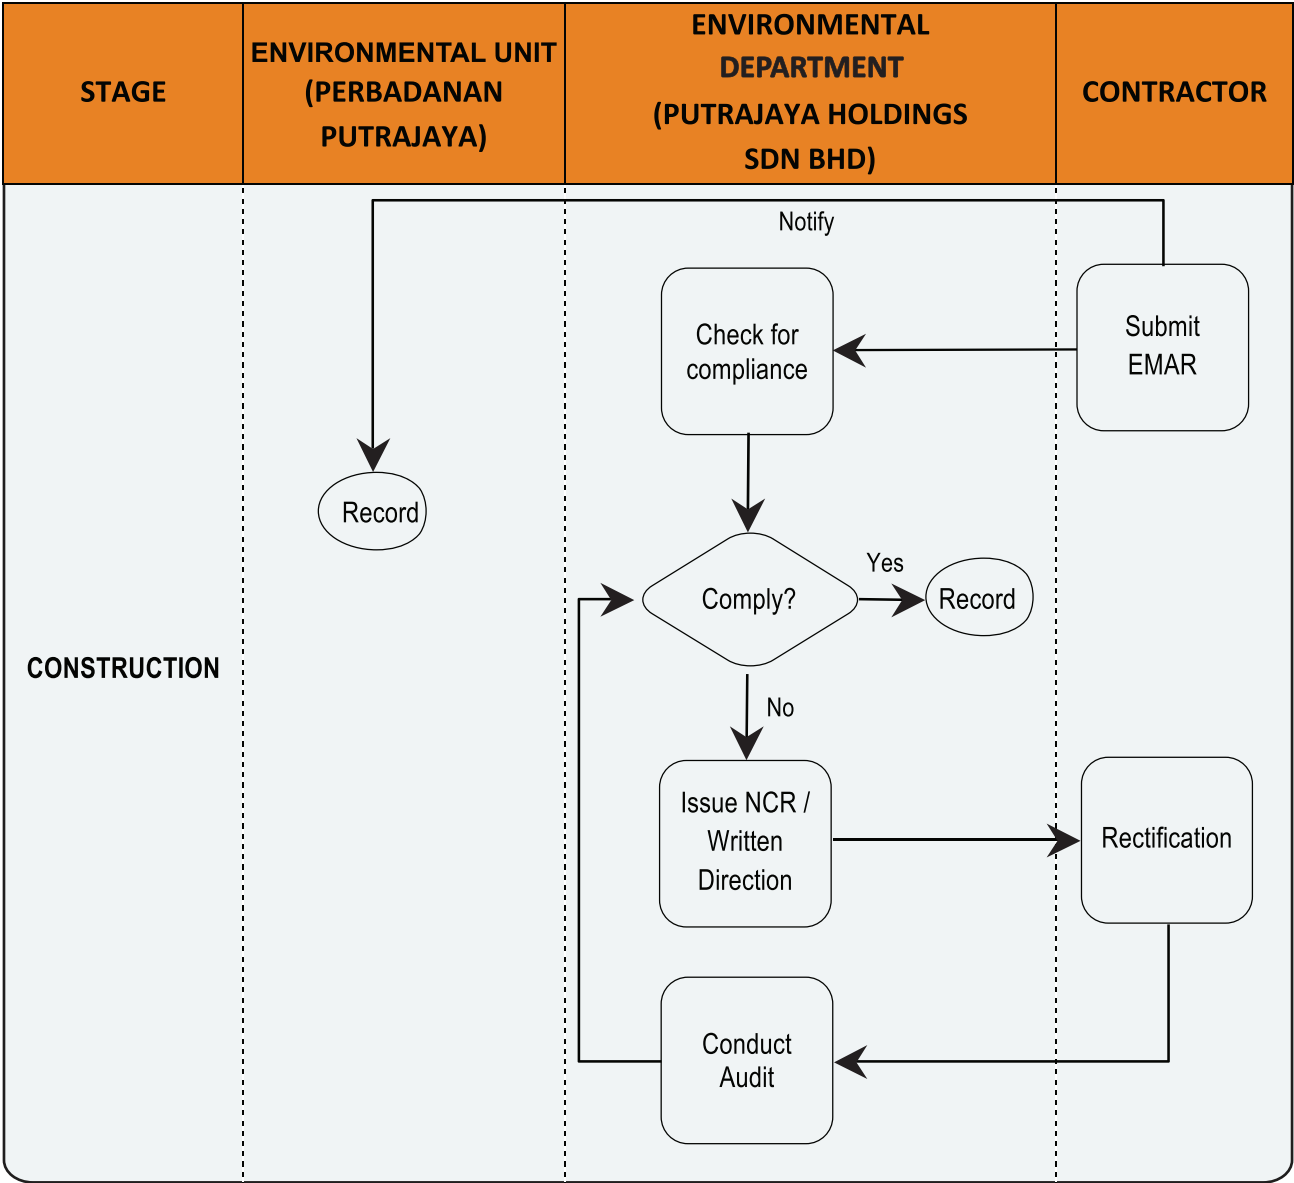 STAGE
ENVIRONMENTAL UNIT
(PERBADANAN
PUTRAJAYA)
ENVIRONMENTAL
DEPARTMENT
(PUTRAJAYA HOLDINGS
SDN BHD)
CONTRACTOR
Notify
Check for
compliance
Submit
EMAR
Record
Comply?
Yes
Record
CONSTRUCTION
No
Issue NCR /
Written
Direction
Rectification
Conduct
Audit